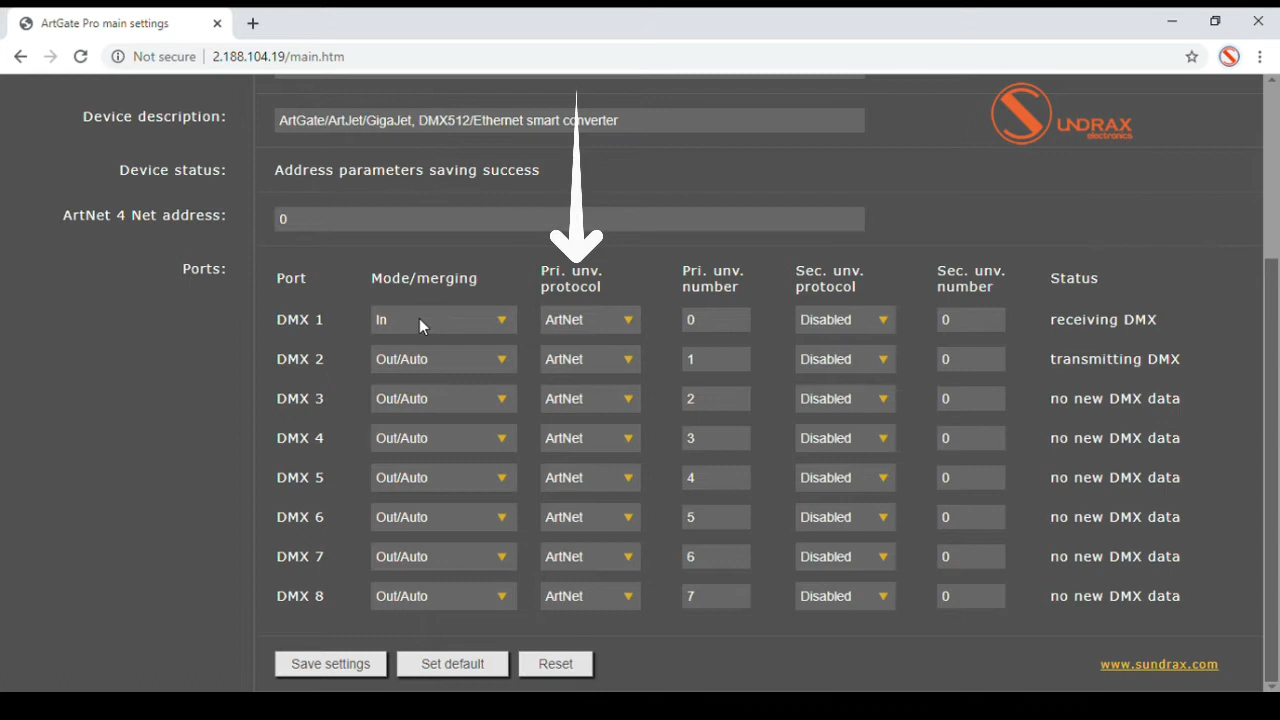 ArtGate Pro main settings
Not secure 2.188.104.19/main.htm
Device description: ArtGate/ArtJet/GigaJet, DMX512/Ethernet smart converter
SUNDRAX
electronics
Device status: Address parameters saving success
ArtNet 4 Net address: 0
Ports:
Port Mode/merging Pri. unv. protocol Pri. unv. number Sec. unv. protocol Sec. unv. number Status
DMX 1 In ArtNet 0 Disabled 0 receiving DMX
DMX 2 Out/Auto ArtNet 1 Disabled 0 transmitting DMX
DMX 3 Out/Auto ArtNet 2 Disabled 0 no new DMX data
DMX 4 Out/Auto ArtNet 3 Disabled 0 no new DMX data
DMX 5 Out/Auto ArtNet 4 Disabled 0 no new DMX data
DMX 6 Out/Auto ArtNet 5 Disabled 0 no new DMX data
DMX 7 Out/Auto ArtNet 6 Disabled 0 no new DMX data
DMX 8 Out/Auto ArtNet 7 Disabled 0 no new DMX data
Save settings Set default Reset www.sundrax.com